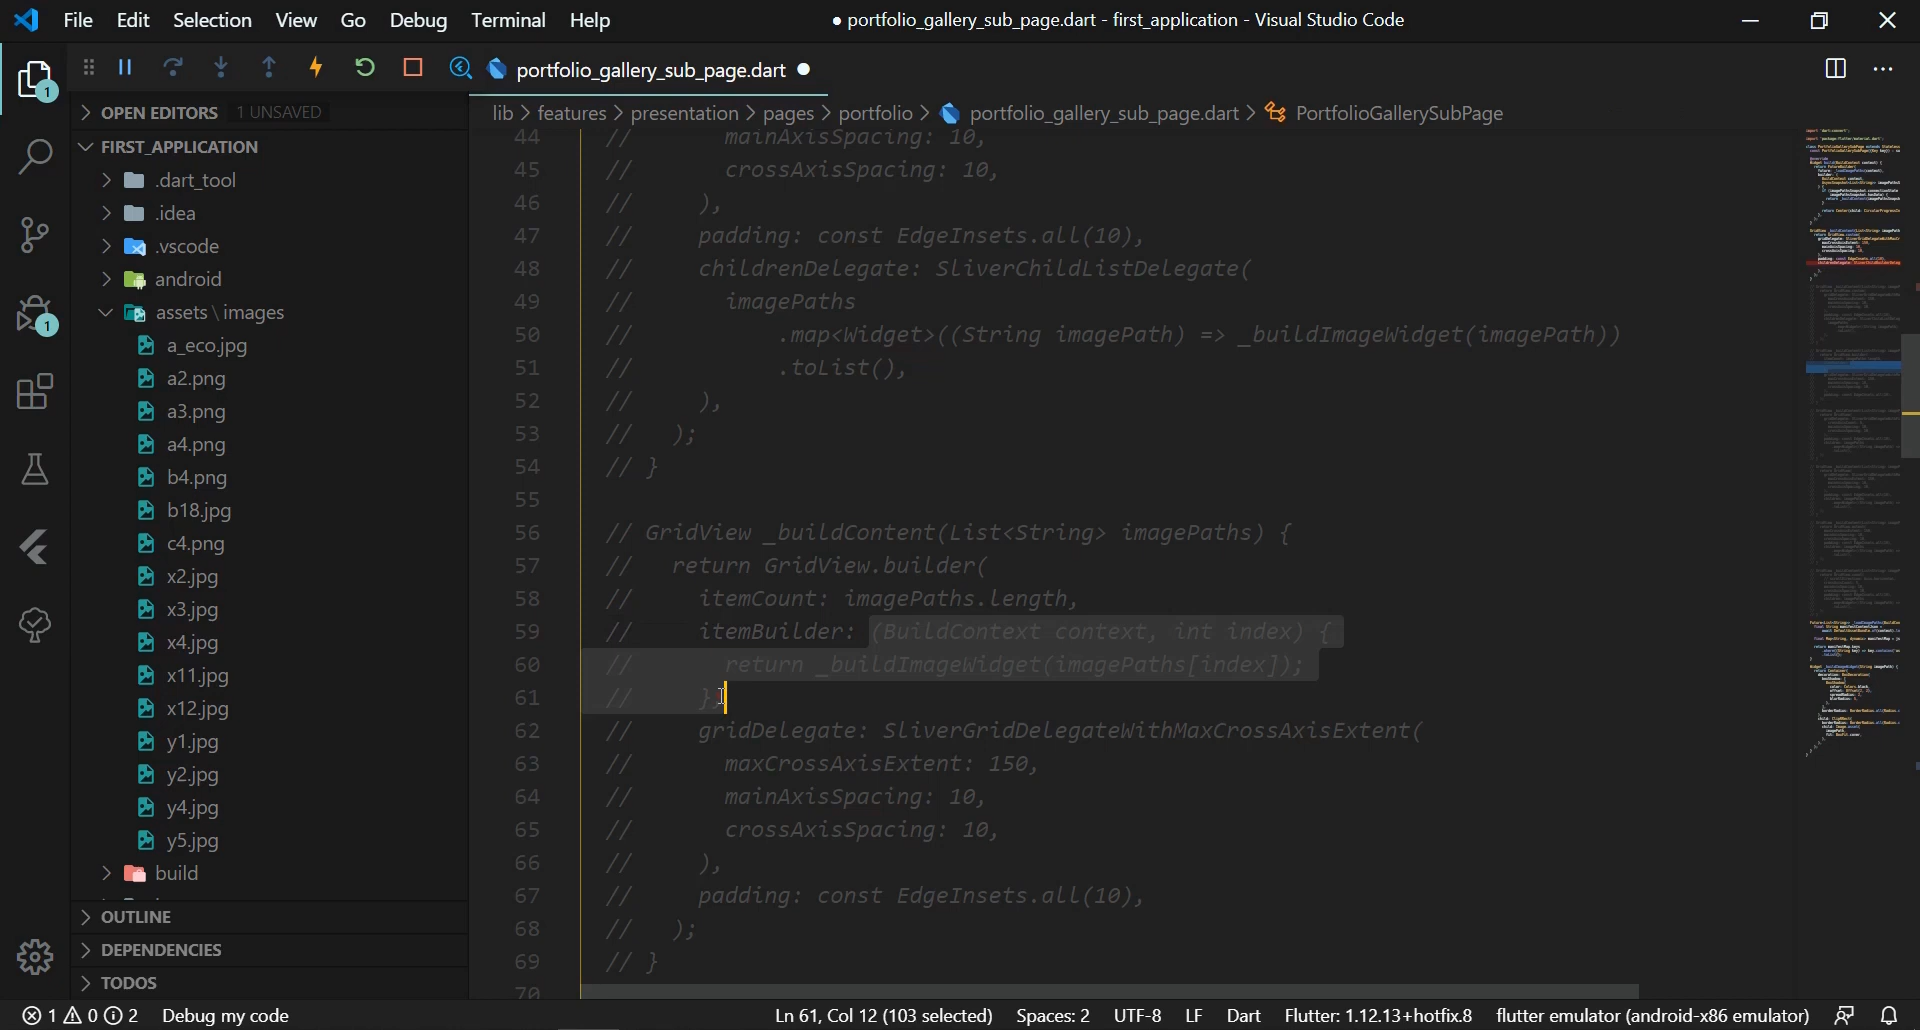 File Edit Selection View Go Debug Terminal Help
● portfolio_gallery_sub_page.dart - first_application - Visual Studio Code
1
portfolio_gallery_sub_page.dart ●
OPEN EDITORS 1 UNSAVED
lib > features > presentation > pages > portfolio > portfolio_gallery_sub_page.dart > PortfolioGallerySubPage
FIRST_APPLICATION
.dart_tool
.idea
.vscode
android
assets \ images
1
a_eco.jpg
a2.png
a3.png
a4.png
b4.png
b18.jpg
c4.png
x2.jpg
x3.jpg
x4.jpg
x11.jpg
x12.jpg
y1.jpg
y2.jpg
y4.jpg
y5.jpg
build
OUTLINE
DEPENDENCIES
TODOS
44 // mainAxisSpacing: 10,
45 // crossAxisSpacing: 10,
46 // ),
47 // padding: const EdgeInsets.all(10),
48 // childrenDelegate: SliverChildListDelegate(
49 // imagePaths
50 // .map<Widget>((String imagePath) => _buildImageWidget(imagePath))
51 // .toList(),
52 // ),
53 // );
54 // }
55
56 // GridView _buildContent(List<String> imagePaths) {
57 // return GridView.builder(
58 // itemCount: imagePaths.length,
59 // itemBuilder: (BuildContext context, int index) {
60 // return _buildImageWidget(imagePaths[index]);
61 // },
62 // gridDelegate: SliverGridDelegateWithMaxCrossAxisExtent(
63 // maxCrossAxisExtent: 150,
64 // mainAxisSpacing: 10,
65 // crossAxisSpacing: 10,
66 // ),
67 // padding: const EdgeInsets.all(10),
68 // );
69 // }
70
1 0 2 Debug my code Ln 61, Col 12 (103 selected) Spaces: 2 UTF-8 LF Dart Flutter: 1.12.13+hotfix.8 flutter emulator (android-x86 emulator)